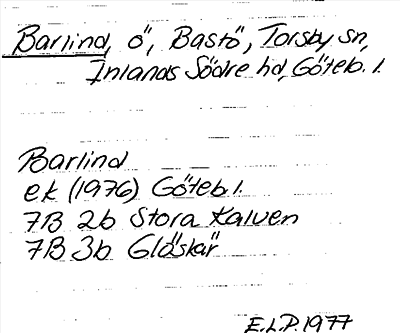 Barlind, ö, Bastö, Torsby sn,
Inlands Södre hd, Göteb. l.
Barlind
ek (1976) Göteb l.
7B 2b Stora Kalven
7B 3b Glöskär
E.L.P. 1977